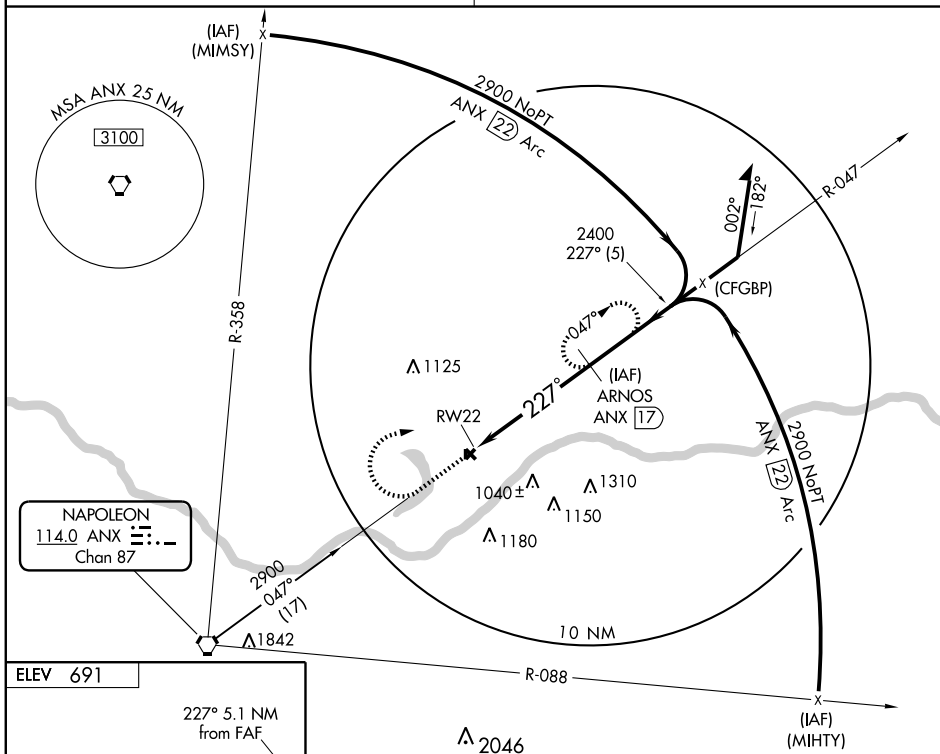 (IAF)
(MIMSY)
MSA ANX 25 NM
3100
2900 NoPT
ANX 22 Arc
R-047
002°
182°
2400
227° (5)
(CFGBP)
R-358
047°
1125
(IAF)
ARNOS
ANX 17
227°
RW22
2900 NoPT
ANX 22 Arc
1040±
1310
1150
1180
NAPOLEON
114.0 ANX
Chan 87
2900
047°
(17)
1842
10 NM
R-088
ELEV 691
227° 5.1 NM
from FAF
2046
(IAF)
(MIHTY)